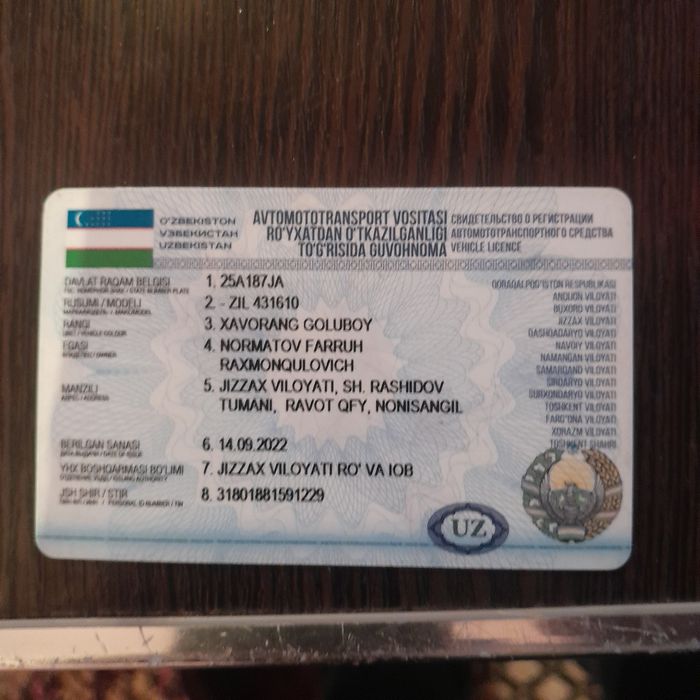 O'ZBEKISTON
ЎЗБЕКИСТАН
UZBEKISTAN
AVTOMOTOTRANSPORT VOSITASI
RO'YXATDAN O'TKAZILGANLIGI
TO'G'RISIDA GUVOHNOMA
СВИДЕТЕЛЬСТВО О РЕГИСТРАЦИИ
АВТОМОТОТРАНСПОРТНОГО СРЕДСТВА
VEHICLE LICENCE
DAVLAT RAQAM BELGISI 1. 25A187JA
RUSUMI / MODELI 2. - ZIL 431610
RANGI 3. XAVORANG GOLUBOY
EGASI 4. NORMATOV FARRUH
RAXMONQULOVICH
MANZILI 5. JIZZAX VILOYATI, SH. RASHIDOV
TUMANI, RAVOT QFY, NONISANGIL
BERILGAN SANASI 6. 14.09.2022
YHX BOSHQARMASI BO'LIMI 7. JIZZAX VILOYATI RO' VA IOB
JSH SHIR / STIR 8. 31801881591229
QORAQALPOG'ISTON RESPUBLIKASI
ANDIJON VILOYATI
BUXORO VILOYATI
JIZZAX VILOYATI
QASHQADARYO VILOYATI
NAVOIY VILOYATI
NAMANGAN VILOYATI
SAMARQAND VILOYATI
SIRDARYO VILOYATI
SURXONDARYO VILOYATI
TOSHKENT VILOYATI
FARG'ONA VILOYATI
XORAZM VILOYATI
TOSHKENT SHAHRI
UZ